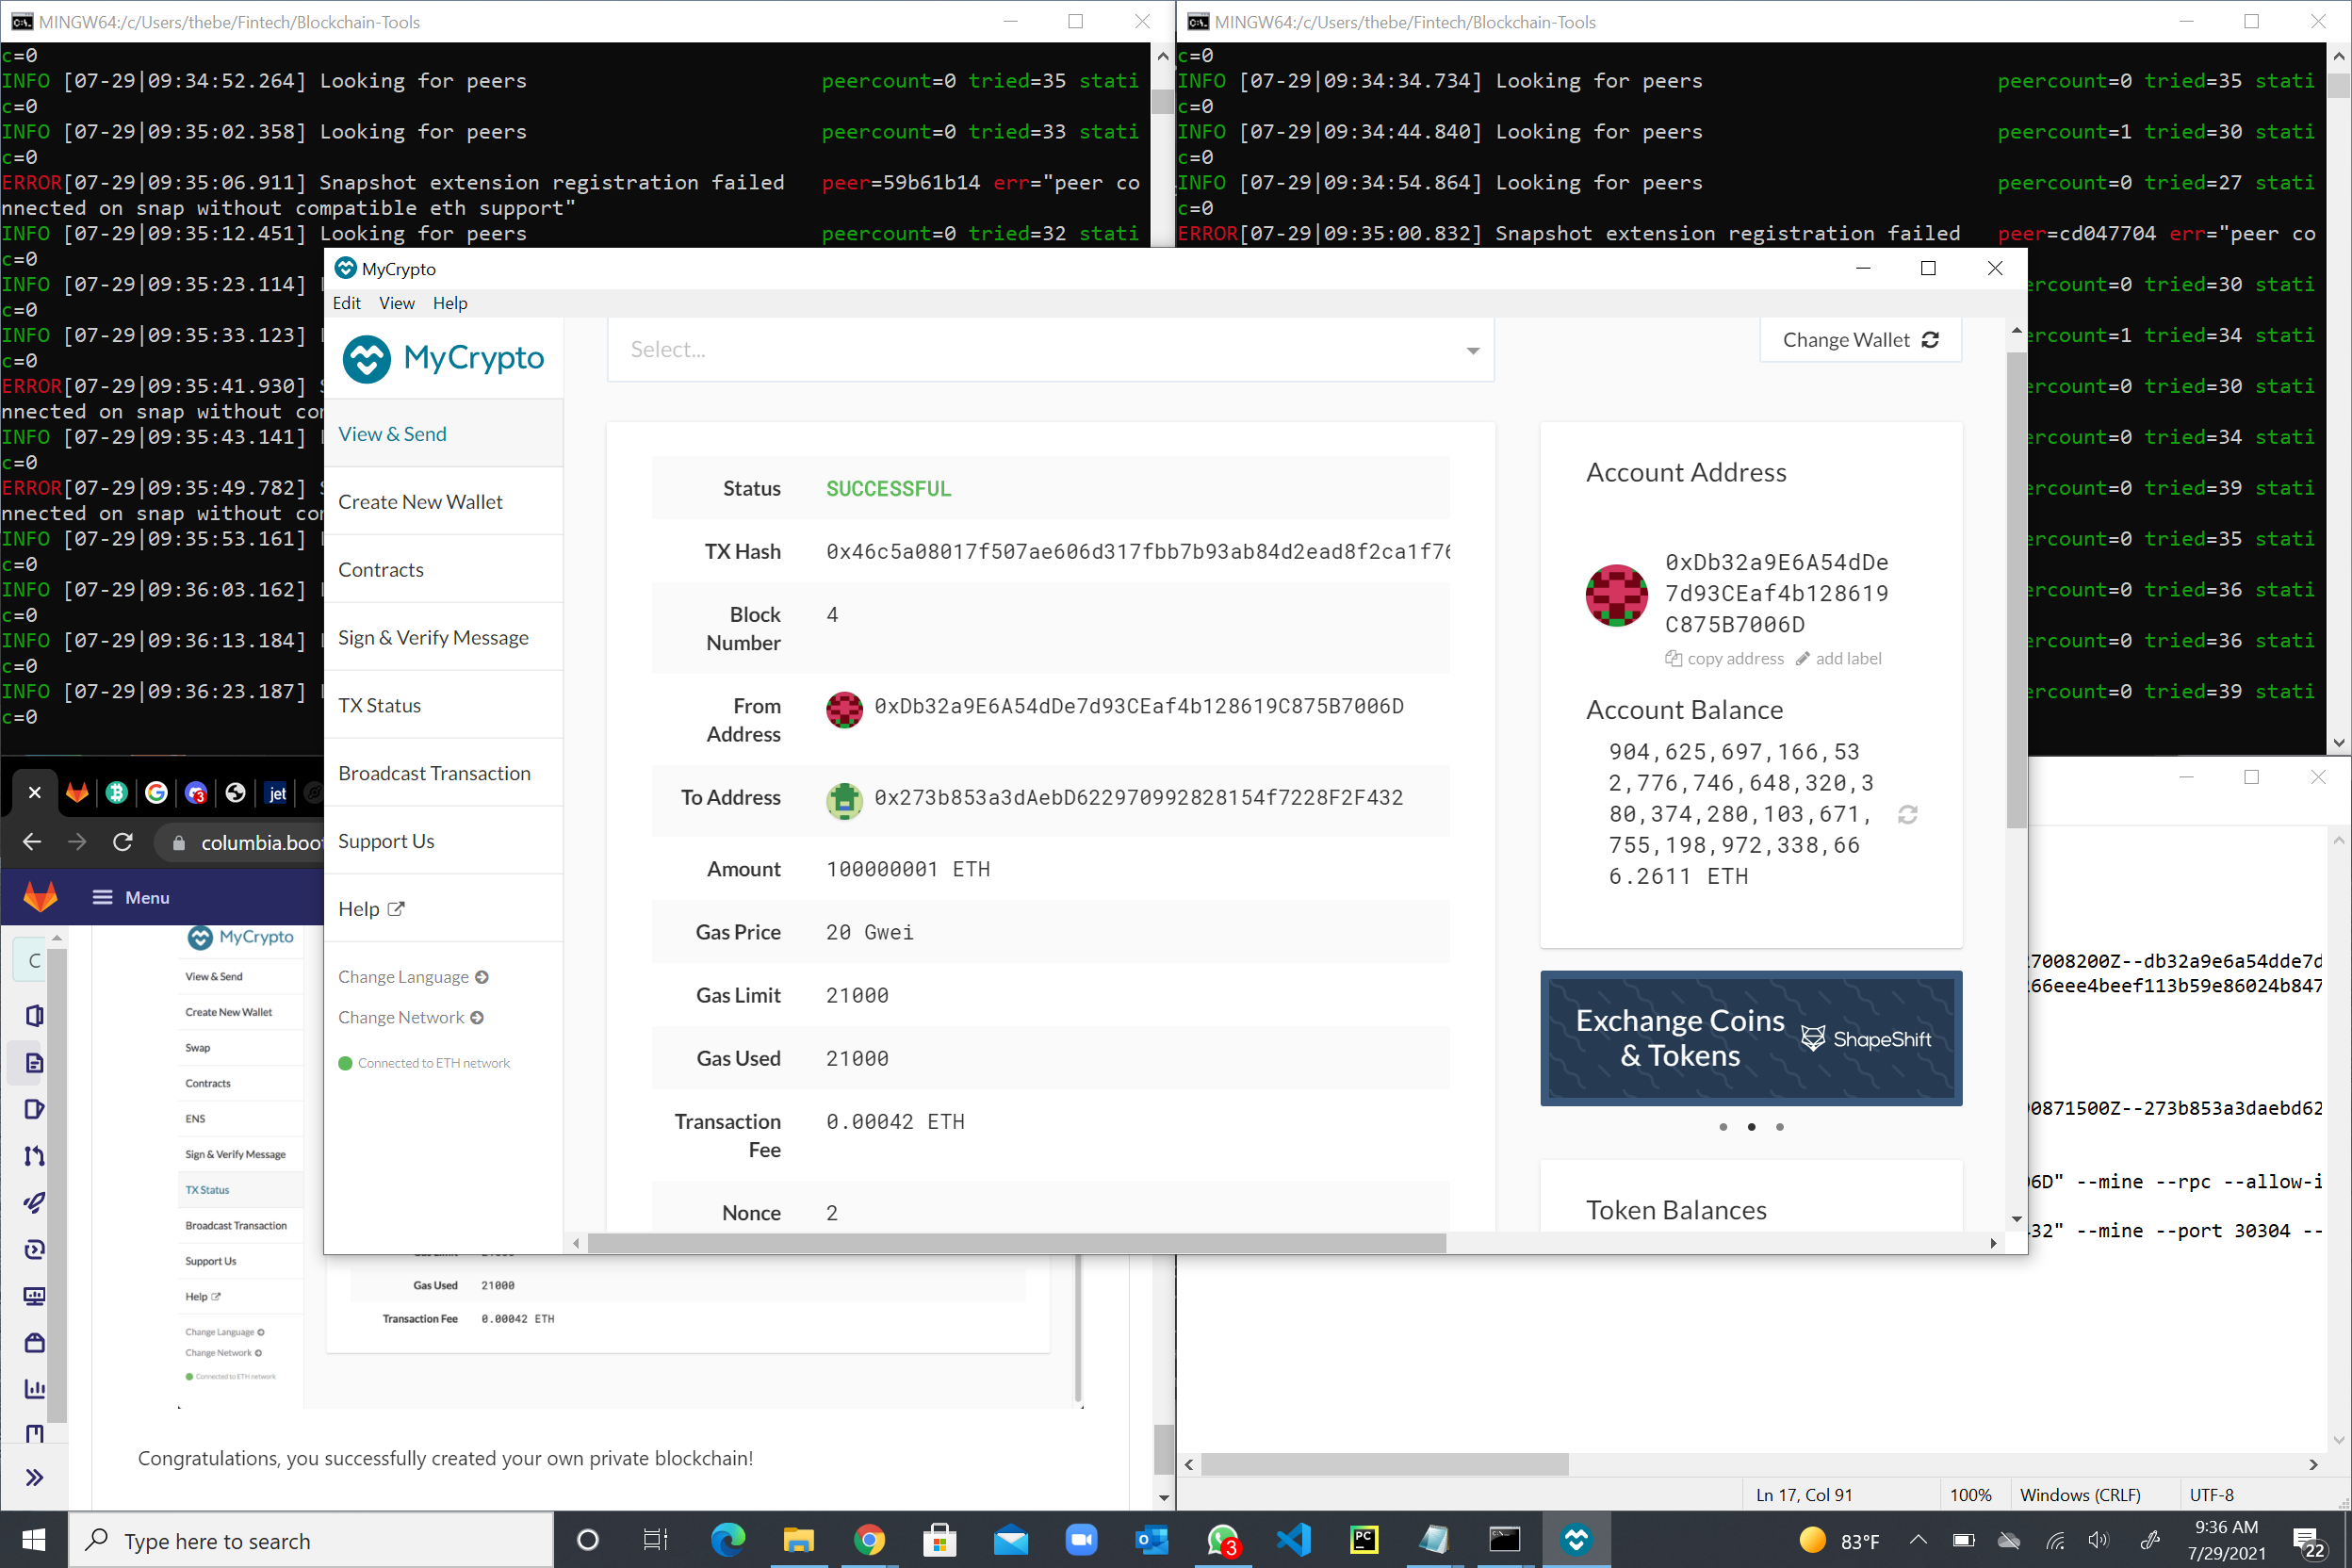 MINGW64:/c/Users/thebe/Fintech/Blockchain-Tools
c=0
INFO [07-29|09:34:52.264] Looking for peers peercount=0 tried=35 stati
c=0
INFO [07-29|09:35:02.358] Looking for peers peercount=0 tried=33 stati
c=0
ERROR[07-29|09:35:06.911] Snapshot extension registration failed peer=59b61b14 err="peer co
nnected on snap without compatible eth support"
INFO [07-29|09:35:12.451] Looking for peers peercount=0 tried=32 stati
c=0
INFO [07-29|09:35:23.114]
c=0
INFO [07-29|09:35:33.123]
c=0
ERROR[07-29|09:35:41.930]
nnected on snap without
INFO [07-29|09:35:43.141]
c=0
ERROR[07-29|09:35:49.782]
nnected on snap without
INFO [07-29|09:35:53.161]
c=0
INFO [07-29|09:36:03.162]
c=0
INFO [07-29|09:36:13.184]
c=0
INFO [07-29|09:36:23.187]
c=0
MINGW64:/c/Users/thebe/Fintech/Blockchain-Tools
c=0
INFO [07-29|09:34:34.734] Looking for peers peercount=0 tried=35 stati
c=0
INFO [07-29|09:34:44.840] Looking for peers peercount=1 tried=30 stati
c=0
INFO [07-29|09:34:54.864] Looking for peers peercount=0 tried=27 stati
c=0
ERROR[07-29|09:35:00.832] Snapshot extension registration failed peer=cd047704 err="peer co
ercount=0 tried=30 stati
ercount=1 tried=34 stati
ercount=0 tried=30 stati
ercount=0 tried=34 stati
ercount=0 tried=39 stati
ercount=0 tried=35 stati
ercount=0 tried=36 stati
ercount=0 tried=36 stati
ercount=0 tried=39 stati
MyCrypto
Edit View Help
MyCrypto
View & Send
Create New Wallet
Contracts
Sign & Verify Message
TX Status
Broadcast Transaction
Support Us
Help
Change Language
Change Network
Connected to ETH network
Select...
Change Wallet
Status SUCCESSFUL
TX Hash 0x46c5a08017f507ae606d317fbb7b93ab84d2ead8f2ca1f76
Block
Number 4
From
Address 0xDb32a9E6A54dDe7d93CEaf4b128619C875B7006D
To Address 0x273b853a3dAebD622970992828154f7228F2F432
Amount 100000001 ETH
Gas Price 20 Gwei
Gas Limit 21000
Gas Used 21000
Transaction
Fee 0.00042 ETH
Nonce 2
Account Address
0xDb32a9E6A54dDe
7d93CEaf4b128619
C875B7006D
copy address add label
Account Balance
904,625,697,166,53
2,776,746,648,320,3
80,374,280,103,671,
755,198,972,338,66
6.2611 ETH
Exchange Coins
& Tokens
ShapeShift
Token Balances
3
jet
columbia.boo
Menu
C
MyCrypto
View & Send
Create New Wallet
Swap
Contracts
ENS
Sign & Verify Message
TX Status
Broadcast Transaction
Support Us
Help
Change Language
Change Network
Connected to ETH network
Gas Used 21000
Transaction Fee 0.00042 ETH
Congratulations, you successfully created your own private blockchain!
27008200Z--db32a9e6a54dde7d
66eee4beef113b59e86024b847
0871500Z--273b853a3daebd62
06D" --mine --rpc --allow-i
432" --mine --port 30304 --
Ln 17, Col 91 100% Windows (CRLF) UTF-8
Type here to search
3
PC
83°F
9:36 AM
7/29/2021
22